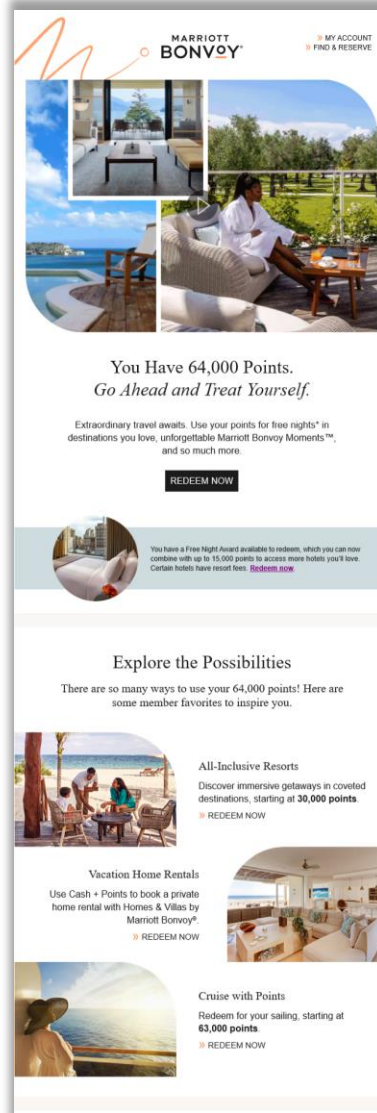 MARRIOTT
BONVOY®
» MY ACCOUNT
» FIND & RESERVE
You Have 64,000 Points.
Go Ahead and Treat Yourself.
Extraordinary travel awaits. Use your points for free nights* in
destinations you love, unforgettable Marriott Bonvoy Moments™,
and so much more.
REDEEM NOW
You have a Free Night Award available to redeem, which you can now
combine with up to 15,000 points to access more hotels you'll love.
Certain hotels have resort fees. Redeem now.
Explore the Possibilities
There are so many ways to use your 64,000 points! Here are
some member favorites to inspire you.
All-Inclusive Resorts
Discover immersive getaways in coveted
destinations, starting at 30,000 points.
» REDEEM NOW
Vacation Home Rentals
Use Cash + Points to book a private
home rental with Homes & Villas by
Marriott Bonvoy®.
» REDEEM NOW
Cruise with Points
Redeem for your sailing, starting at
63,000 points.
» REDEEM NOW